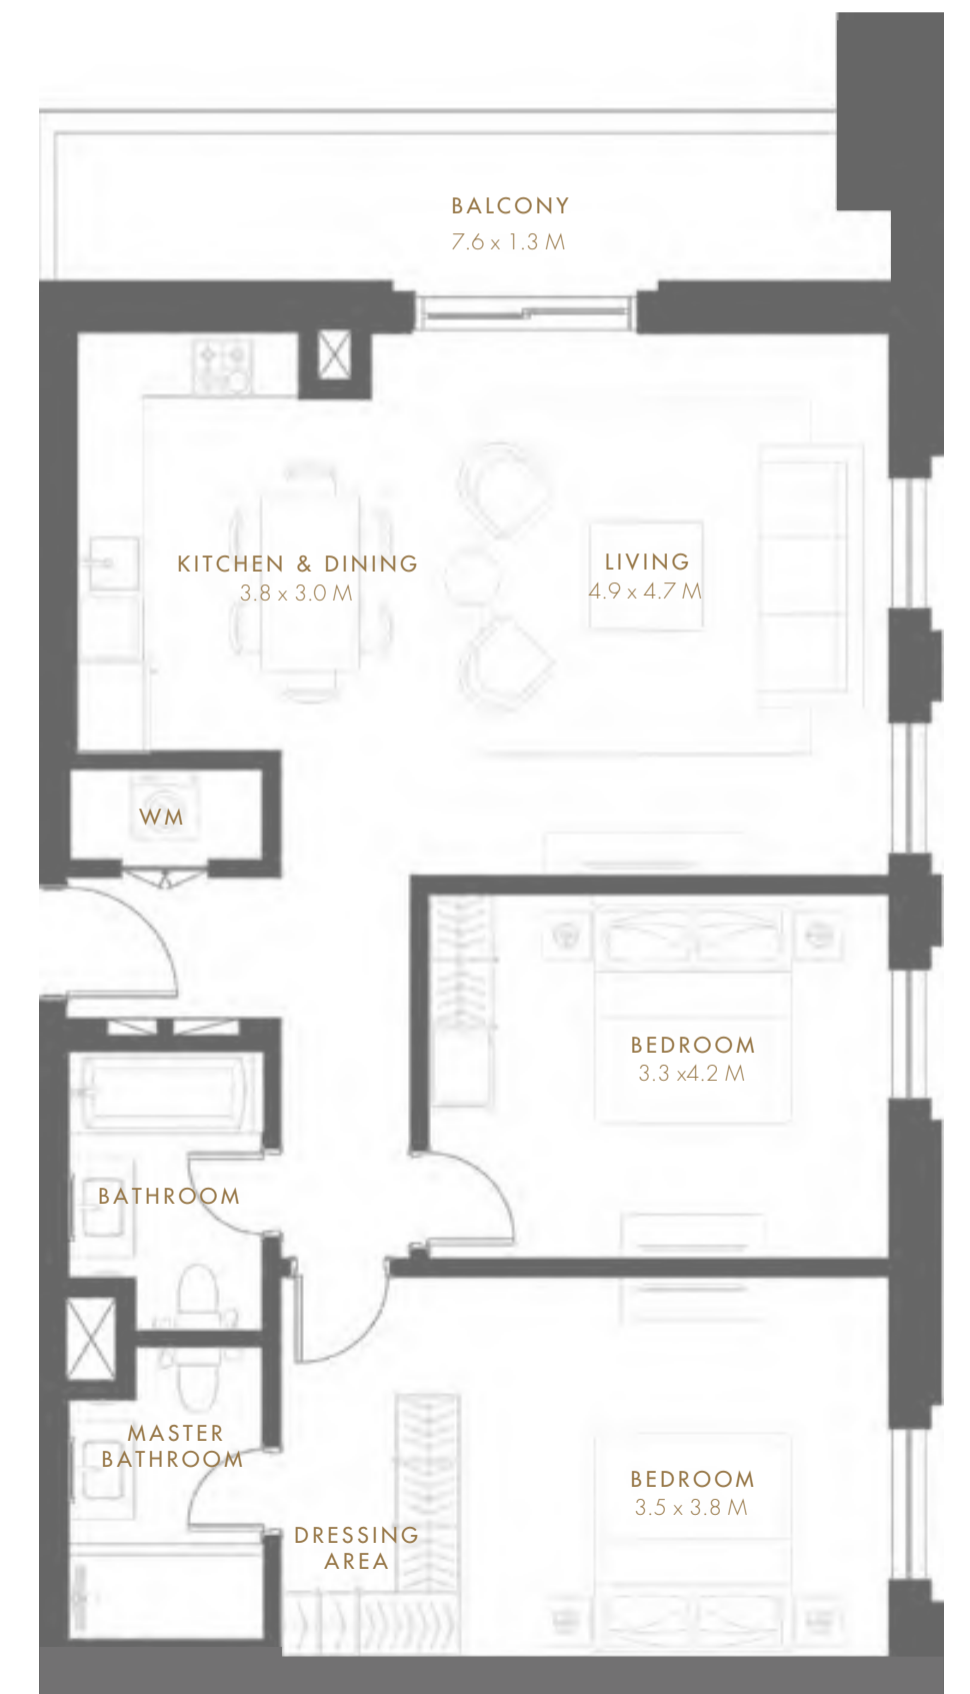 BALCONY
7.6 x 1.3 M
KITCHEN & DINING
3.8 x 3.0 M
LIVING
4.9 x 4.7 M
WM
BEDROOM
3.3 x4.2 M
BATHROOM
MASTER
BATHROOM
BEDROOM
3.5 x 3.8 M
DRESSING
AREA